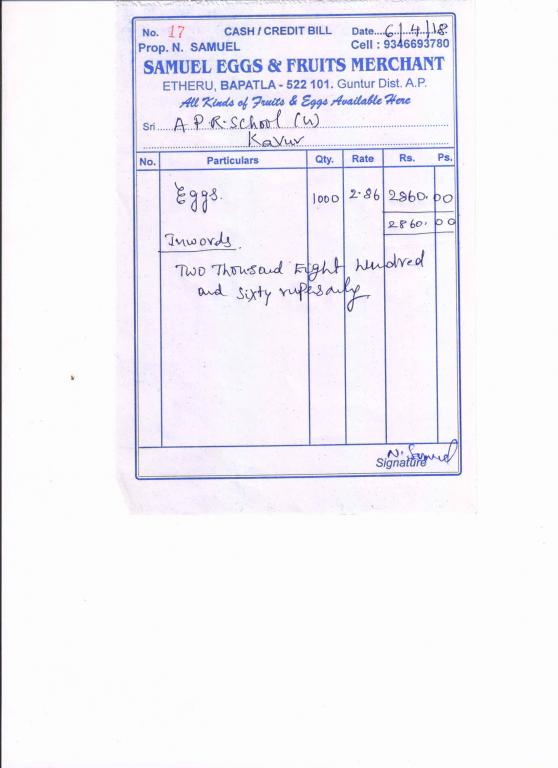 No. 17 CASH / CREDIT BILL Date...6/4/18
Prop. N. SAMUEL Cell : 9346693780
SAMUEL EGGS & FRUITS MERCHANT
ETHERU, BAPATLA - 522 101. Guntur Dist. A.P.
All Kinds of Fruits & Eggs Available Here
Sri A P R. School (G)
Kavur
No. Particulars Qty. Rate Rs. Ps.
Eggs. 1000 2.86 2860. 00
2860. 00
Inwords.
Two Thousand Eight hundred
and sixty rupesonly
N. Samuel
Signature